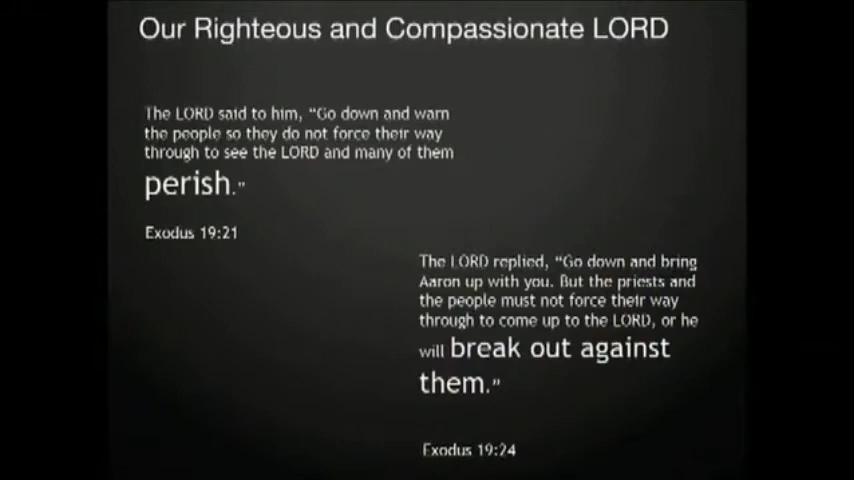 Our Righteous and Compassionate LORD
The LORD said to him, “Go down and warn
the people so they do not force their way
through to see the LORD and many of them
perish.”
Exodus 19:21
The LORD replied, “Go down and bring
Aaron up with you. But the priests and
the people must not force their way
through to come up to the LORD, or he
will break out against
them.”
Exodus 19:24